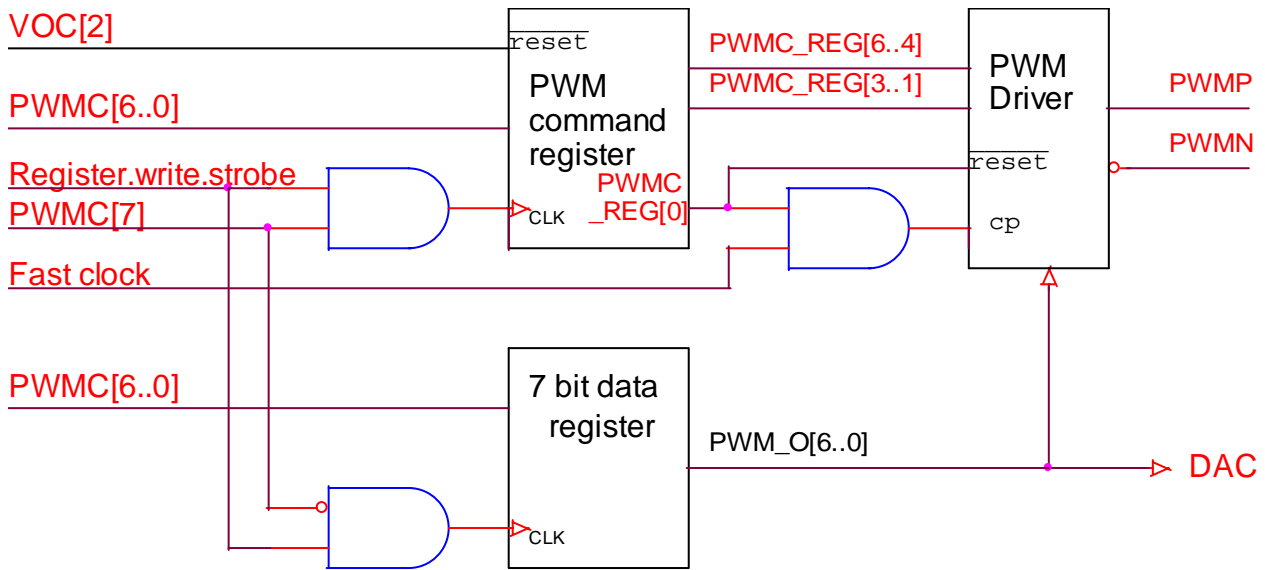 VOC[2]
reset
PWMC_REG[6..4]
PWM
command
register
PWMC_REG[3..1]
PWM
Driver
PWMP
PWMC[6..0]
PWMN
reset
Register.write.strobe
PWMC
_REG[0]
PWMC[7]
CLK
cp
Fast clock
PWMC[6..0]
7 bit data
register
PWM_O[6..0]
DAC
CLK